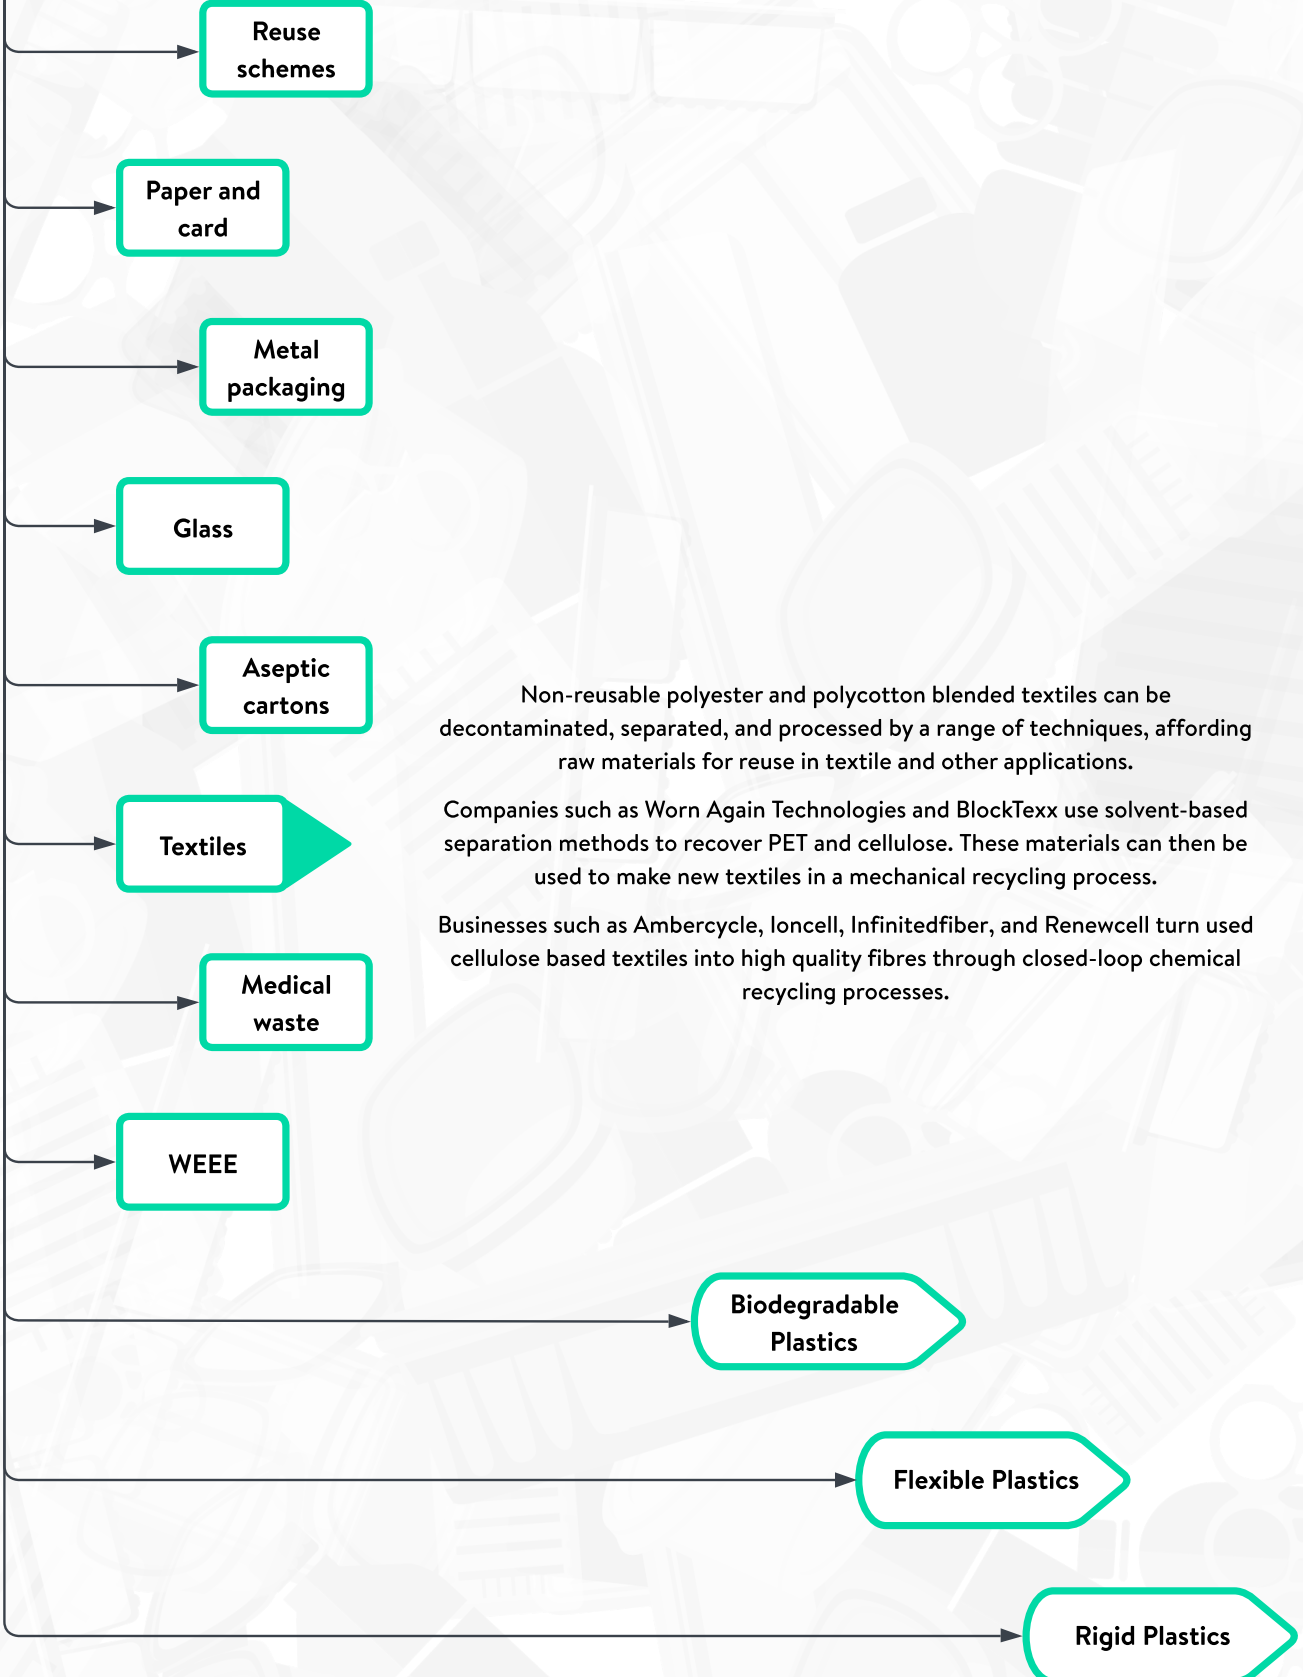 Reuse
schemes
Paper and
card
Metal
packaging
Glass
Aseptic
cartons
Non-reusable polyester and polycotton blended textiles can be
decontaminated, separated, and processed by a range of techniques, affording
raw materials for reuse in textile and other applications.
Companies such as Worn Again Technologies and BlockTexx use solvent-based
separation methods to recover PET and cellulose. These materials can then be
used to make new textiles in a mechanical recycling process.
Businesses such as Ambercycle, Ioncell, Infinitedfiber, and Renewcell turn used
cellulose based textiles into high quality fibres through closed-loop chemical
recycling processes.
Textiles
Medical
waste
WEEE
Biodegradable
Plastics
Flexible Plastics
Rigid Plastics